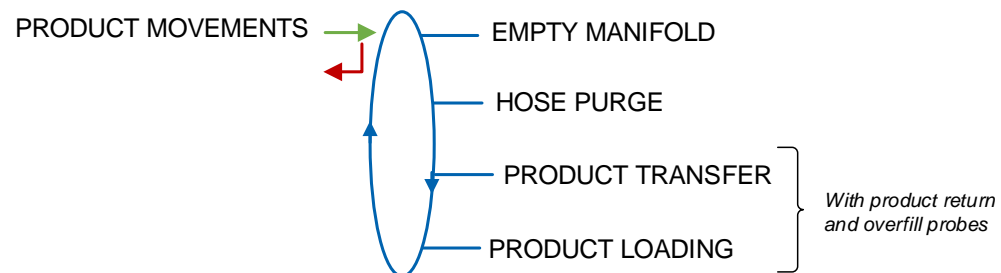 PRODUCT MOVEMENTS
EMPTY MANIFOLD
HOSE PURGE
PRODUCT TRANSFER
With product return
and overfill probes
PRODUCT LOADING